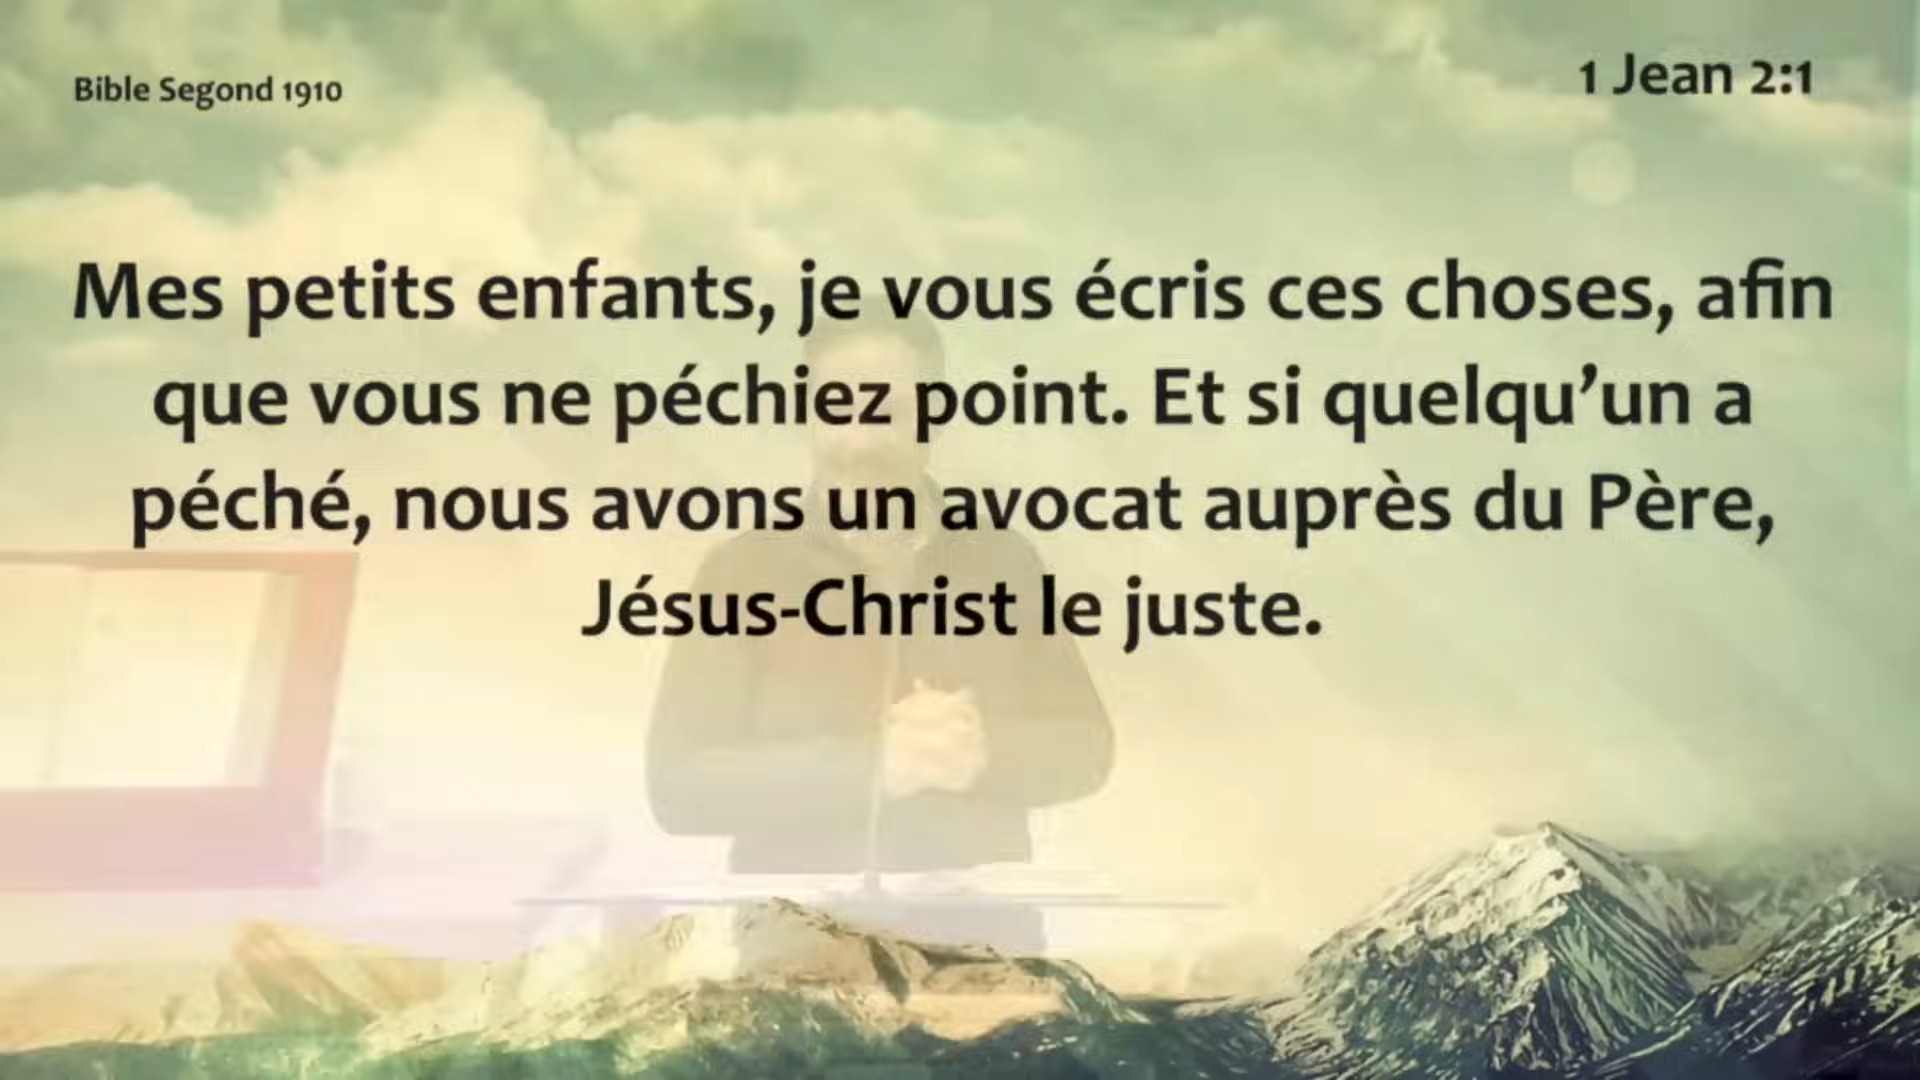 Bible Segond 1910
1 Jean 2:1
Mes petits enfants, je vous écris ces choses, afin
que vous ne péchiez point. Et si quelqu’un a
péché, nous avons un avocat auprès du Père,
Jésus-Christ le juste.